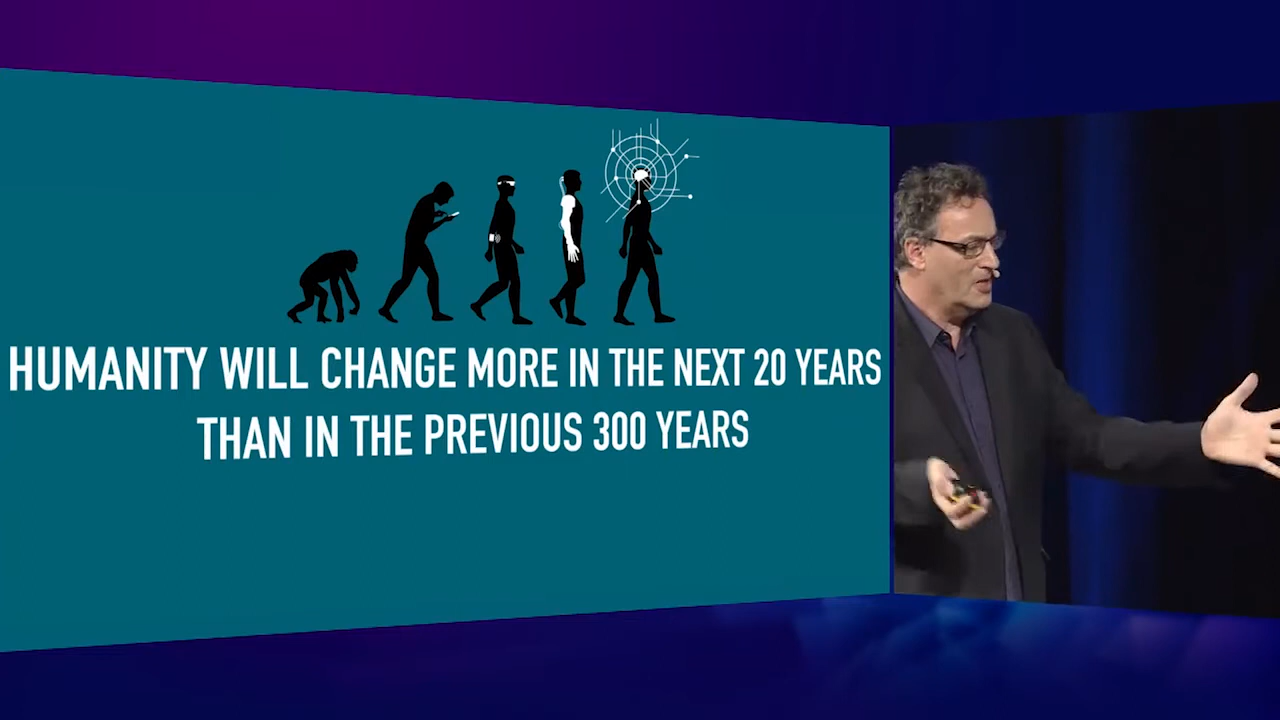 HUMANITY WILL CHANGE MORE IN THE NEXT 20 YEARS
THAN IN THE PREVIOUS 300 YEARS